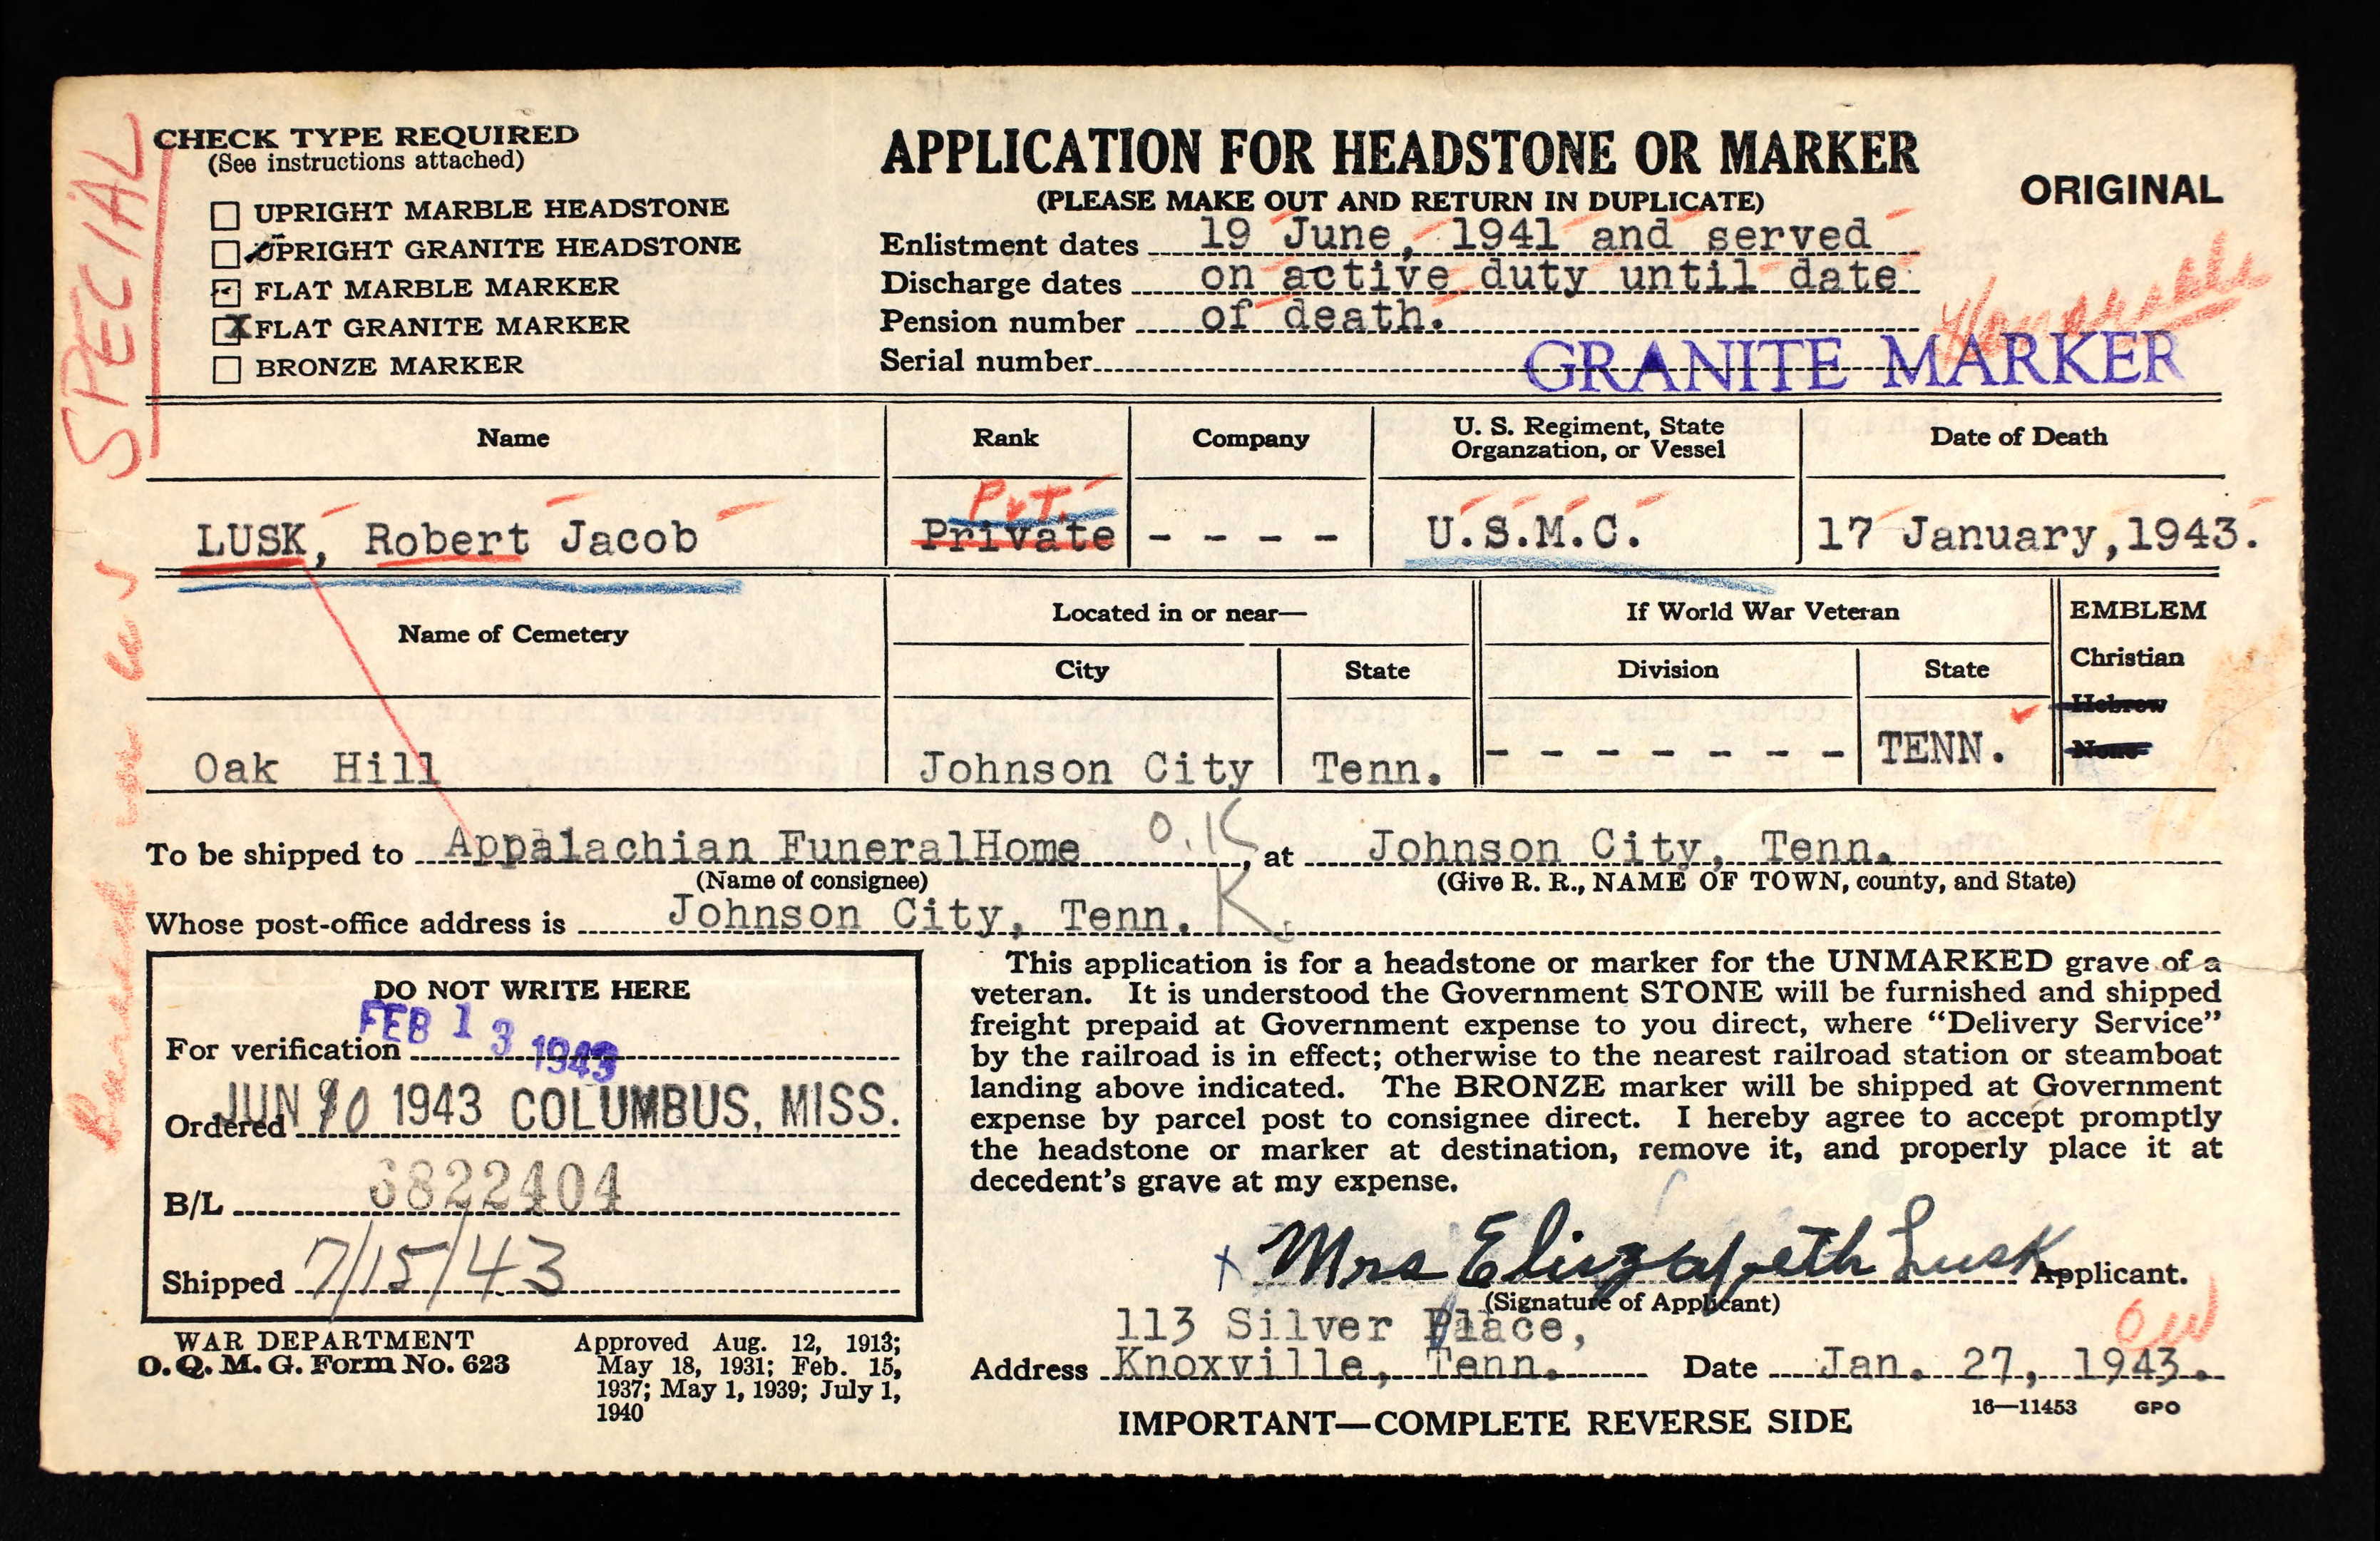 SPECIAL
CHECK TYPE REQUIRED
(See instructions attached)
UPRIGHT MARBLE HEADSTONE
UPRIGHT GRANITE HEADSTONE
FLAT MARBLE MARKER
X FLAT GRANITE MARKER
BRONZE MARKER
APPLICATION FOR HEADSTONE OR MARKER
(PLEASE MAKE OUT AND RETURN IN DUPLICATE)
ORIGINAL
Enlistment dates 19 June, 1941 and served
Discharge dates on active duty until date
Pension number of death.
Serial number
Honorable
GRANITE MARKER
Name
Rank
Company
U. S. Regiment, State
Organzation, or Vessel
Date of Death
Pvt.
LUSK, Robert Jacob
Private
- - - -
U.S.M.C.
17 January, 1943.
Name of Cemetery
Located in or near—
City
State
If World War Veteran
Division
State
EMBLEM
Christian
Hebrew
None
Oak Hill
Johnson City
Tenn.
- - - - - - -
TENN.
To be shipped to Appalachian FuneralHome O.K, at Johnson City, Tenn.
(Name of consignee)
(Give R. R., NAME OF TOWN, county, and State)
Whose post-office address is Johnson City, Tenn. K.
DO NOT WRITE HERE
For verification FEB 13 1943
Ordered JUN 10 1943 COLUMBUS, MISS.
B/L 6822404
Shipped 7/15/43
WAR DEPARTMENT
O. Q. M. G. Form No. 623
Approved Aug. 12, 1913;
May 18, 1931; Feb. 15,
1937; May 1, 1939; July 1,
1940
This application is for a headstone or marker for the UNMARKED grave of a
veteran. It is understood the Government STONE will be furnished and shipped
freight prepaid at Government expense to you direct, where “Delivery Service”
by the railroad is in effect; otherwise to the nearest railroad station or steamboat
landing above indicated. The BRONZE marker will be shipped at Government
expense by parcel post to consignee direct. I hereby agree to accept promptly
the headstone or marker at destination, remove it, and properly place it at
decedent's grave at my expense.
x Mrs Elizabeth Lusk Applicant.
(Signature of Applicant)
113 Silver Place,
Address Knoxville, Tenn. Date Jan. 27, 1943.
16—11453 GPO
IMPORTANT—COMPLETE REVERSE SIDE